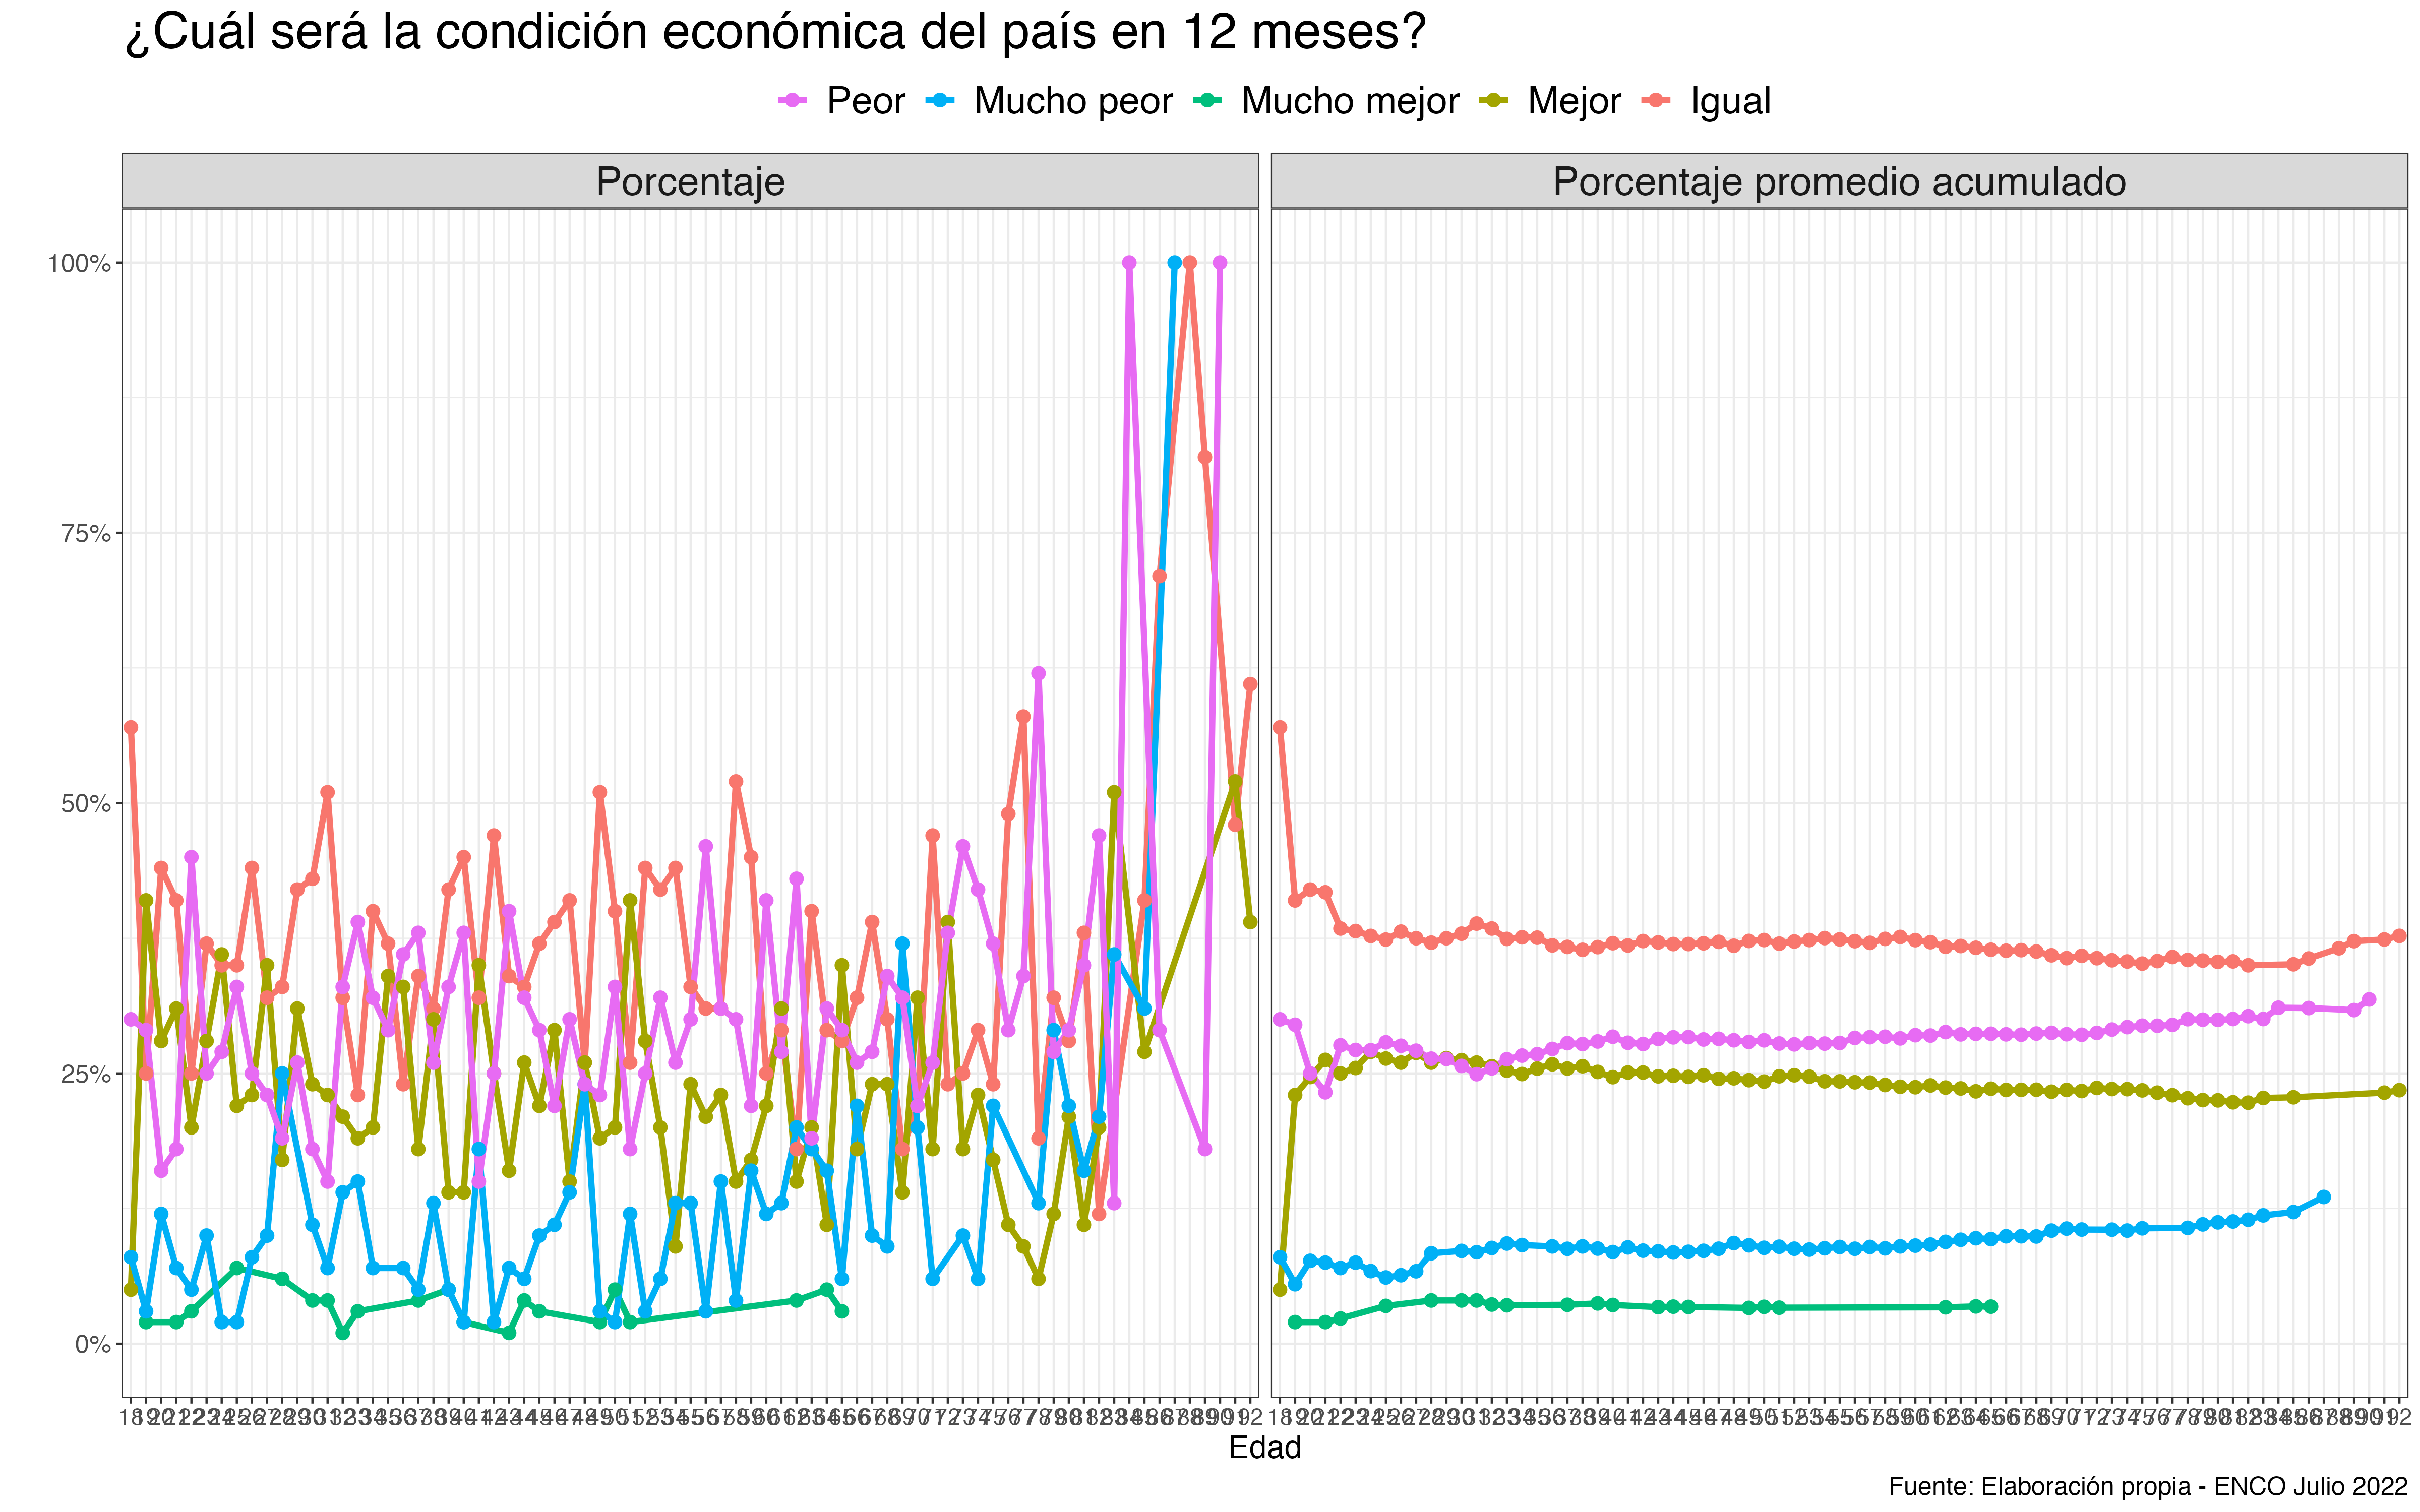 ¿Cuál será la condición económica del país en 12 meses?
Peor Mucho peor Mucho mejor Mejor Igual
Porcentaje Porcentaje promedio acumulado
100%
75%
50%
25%
0%
Edad
Fuente: Elaboración propia - ENCO Julio 2022